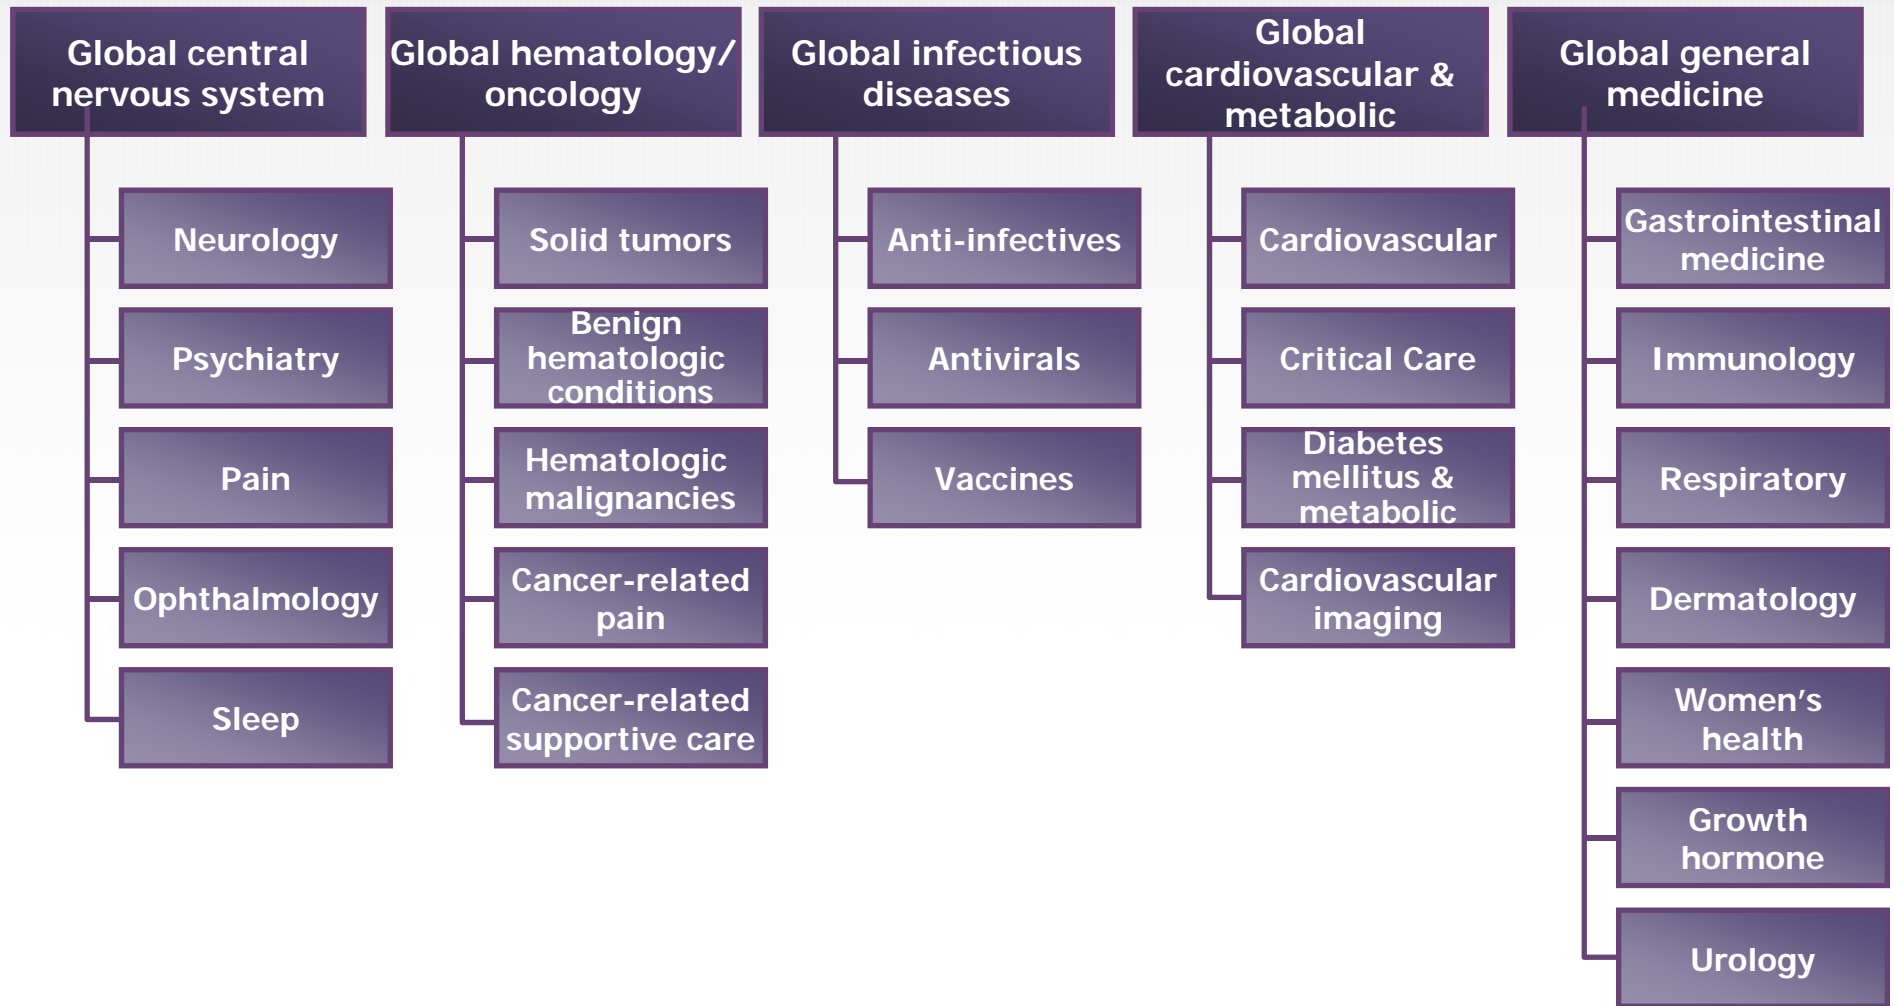 Global central
nervous system
Neurology
Psychiatry
Pain
Ophthalmology
Sleep
Global hematology/
oncology
Solid tumors
Benign
hematologic
conditions
Hematologic
malignancies
Cancer-related
pain
Cancer-related
supportive care
Global infectious
diseases
Anti-infectives
Antivirals
Vaccines
Global
cardiovascular &
metabolic
Cardiovascular
Critical Care
Diabetes
mellitus &
metabolic
Cardiovascular
imaging
Global general
medicine
Gastrointestinal
medicine
Immunology
Respiratory
Dermatology
Women’s
health
Growth
hormone
Urology